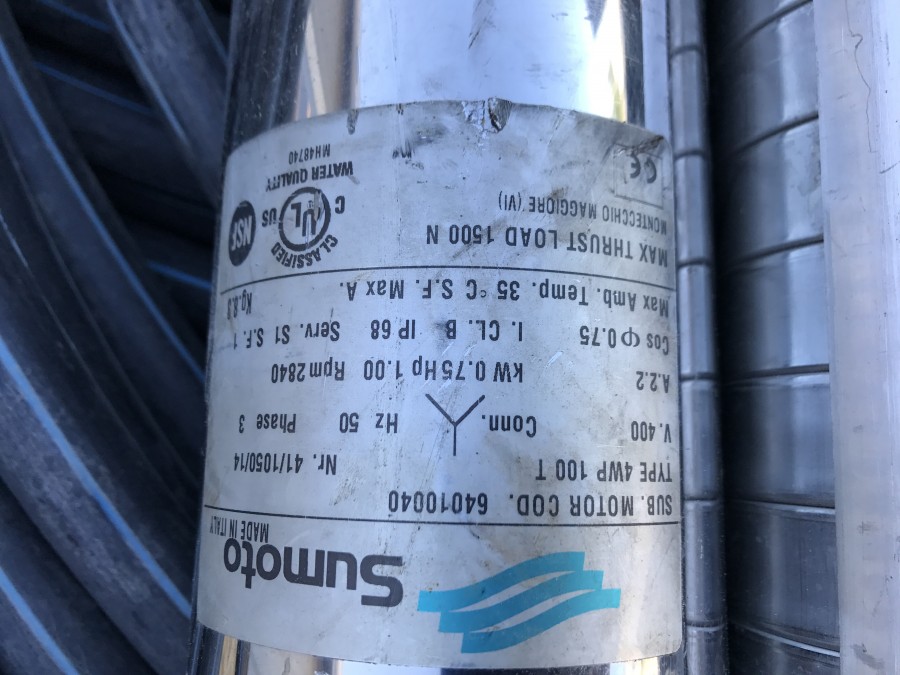 Sumoto
MADE IN ITALY
SUB. MOTOR COD. 64010040
TYPE 4WP 100 T Nr. 41/1050/14
V. 400 Conn. Hz 50 Phase 3
A. 2.2 kW 0.75 Hp 1.00 Rpm 2840
Cos φ 0.75 I. CL. B IP 68 Serv. S1 S.F. 1
Max Amb. Temp. 35 °C S.F. Max A. Kg.
MAX THRUST LOAD 1500 N
MONTECCHIO MAGGIORE (VI)
CE
CLASSIFIED
C UL US
WATER QUALITY
MH48740
NSF